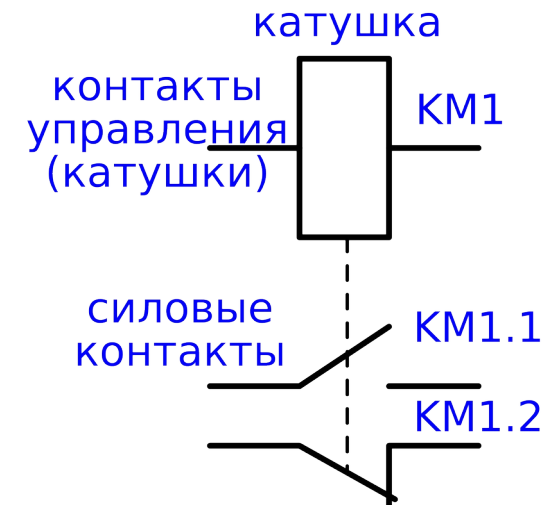 катушка
контакты
управления
(катушки)
KM1
силовые
контакты
KM1.1
KM1.2